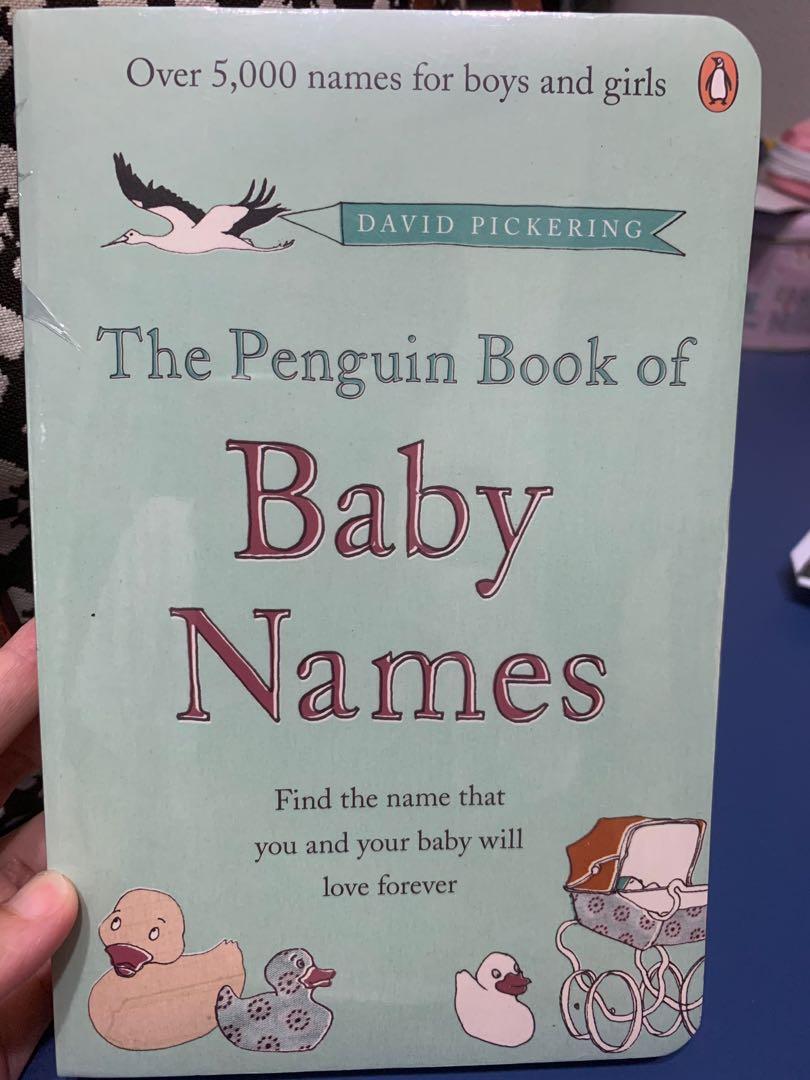 Over 5,000 names for boys and girls
DAVID PICKERING
The Penguin Book of
Baby
Names
Find the name that
you and your baby will
love forever